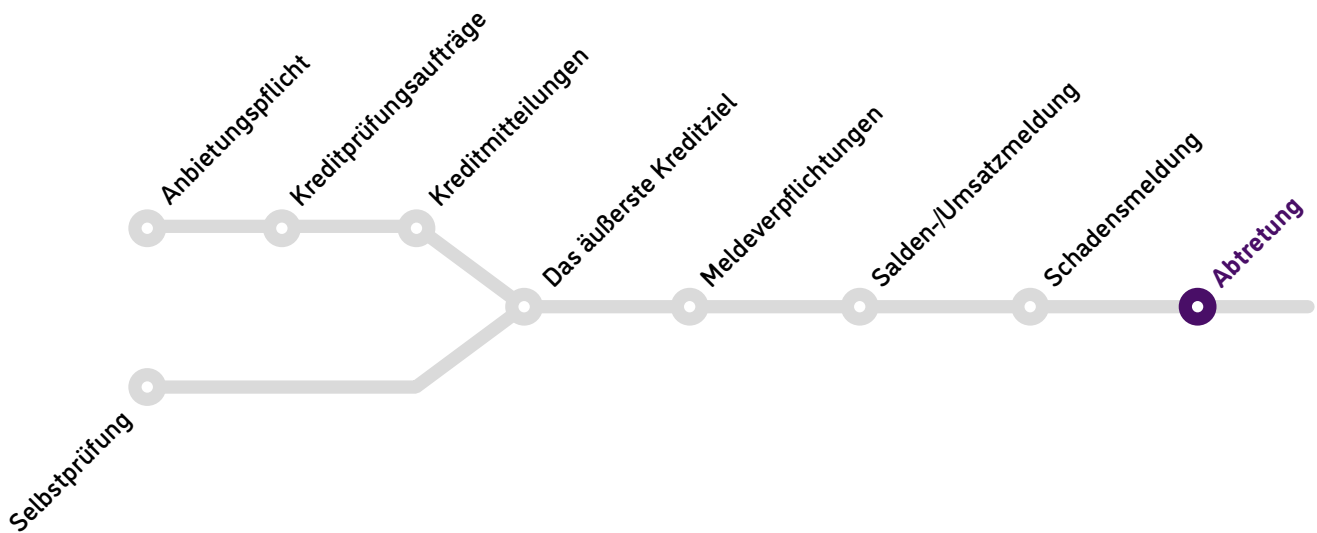 Anbietungspflicht
Kreditprüfungsaufträge
Kreditmitteilungen
Das äußerste Kreditziel
Meldeverpflichtungen
Salden-/Umsatzmeldung
Schadensmeldung
Abtretung
Selbstprüfung